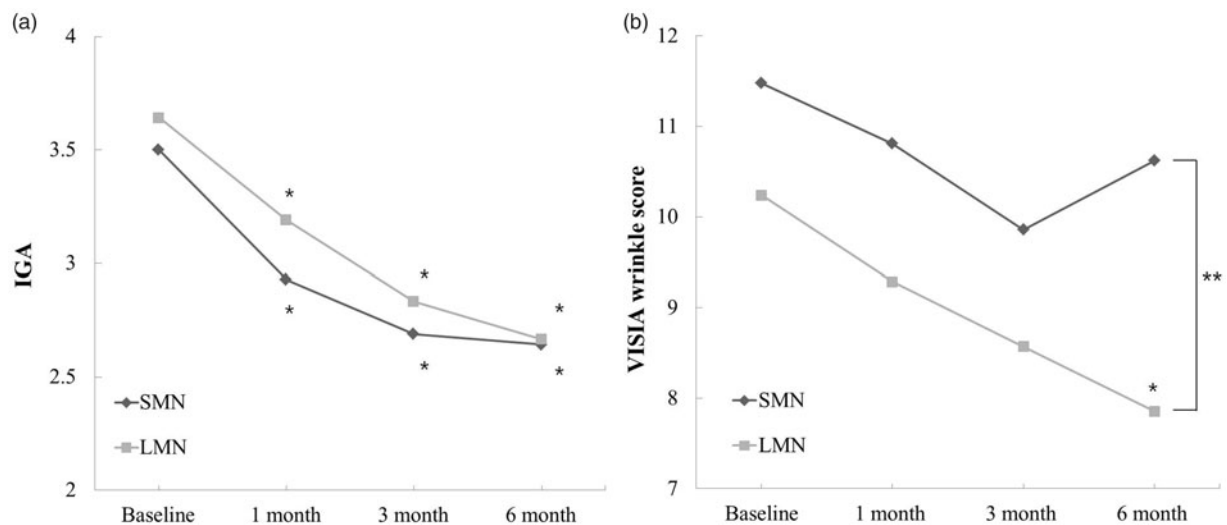 (a)
4
3.5
3
2.5
2
IGA
*
*
*
*
*
*
SMN
LMN
Baseline 1 month 3 month 6 month
(b)
12
11
10
9
8
7
VISIA wrinkle score
**
*
SMN
LMN
Baseline 1 month 3 month 6 month